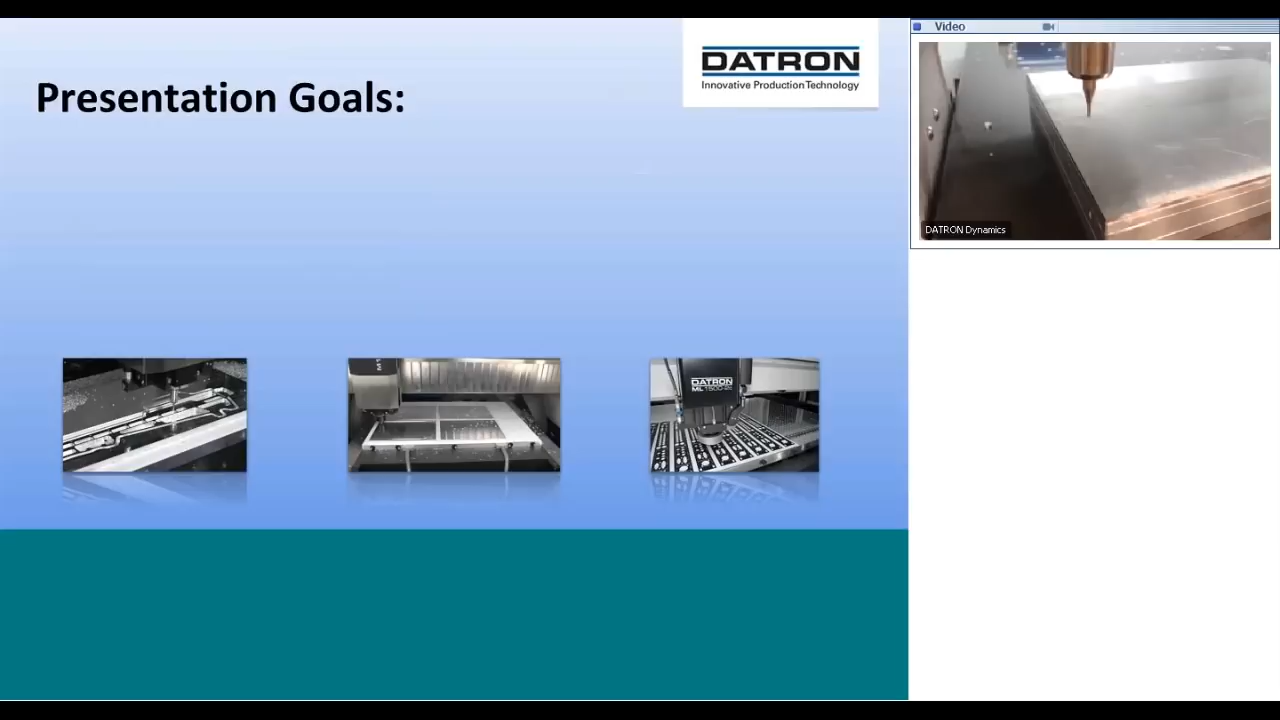 Presentation Goals:
DATRON
Innovative Production Technology
Video
DATRON Dynamics
DATRON